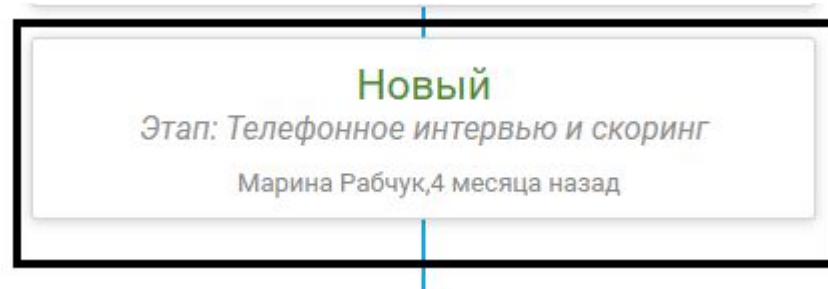 Новый
Этап: Телефонное интервью и скоринг
Марина Рабчук,4 месяца назад